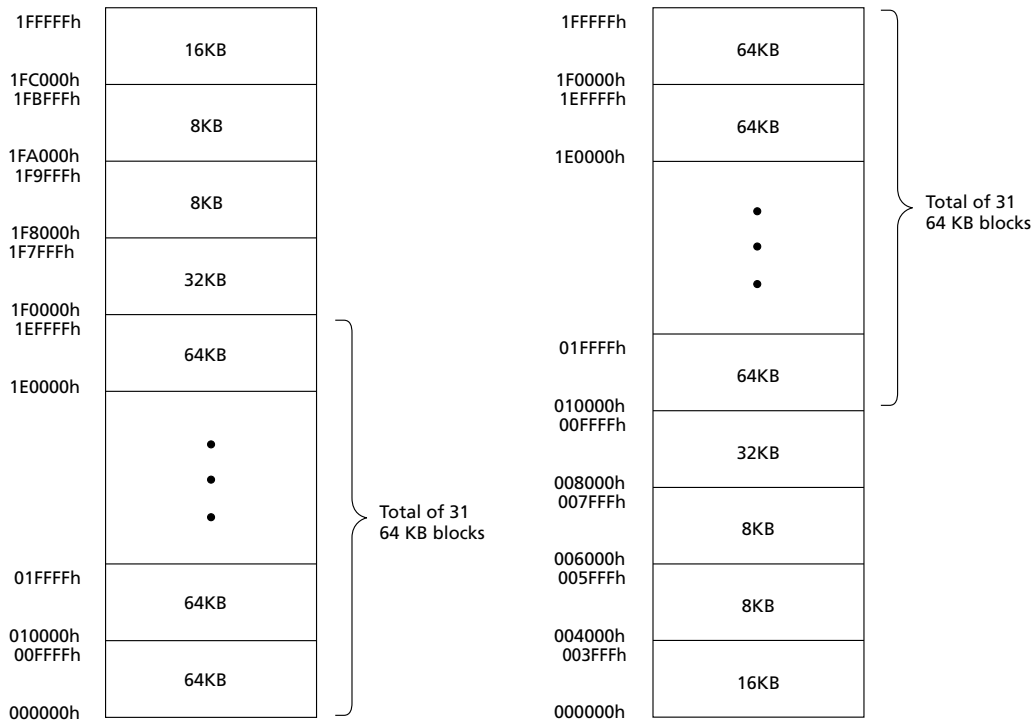 1FFFFFh
16KB
1FC000h
1FBFFFh
8KB
1FA000h
1F9FFFh
8KB
1F8000h
1F7FFFh
32KB
1F0000h
1EFFFFh
64KB
1E0000h
Total of 31
64 KB blocks
01FFFFh
64KB
010000h
00FFFFh
64KB
000000h
1FFFFFh
64KB
1F0000h
1EFFFFh
64KB
1E0000h
Total of 31
64 KB blocks
01FFFFh
64KB
010000h
00FFFFh
32KB
008000h
007FFFh
8KB
006000h
005FFFh
8KB
004000h
003FFFh
16KB
000000h